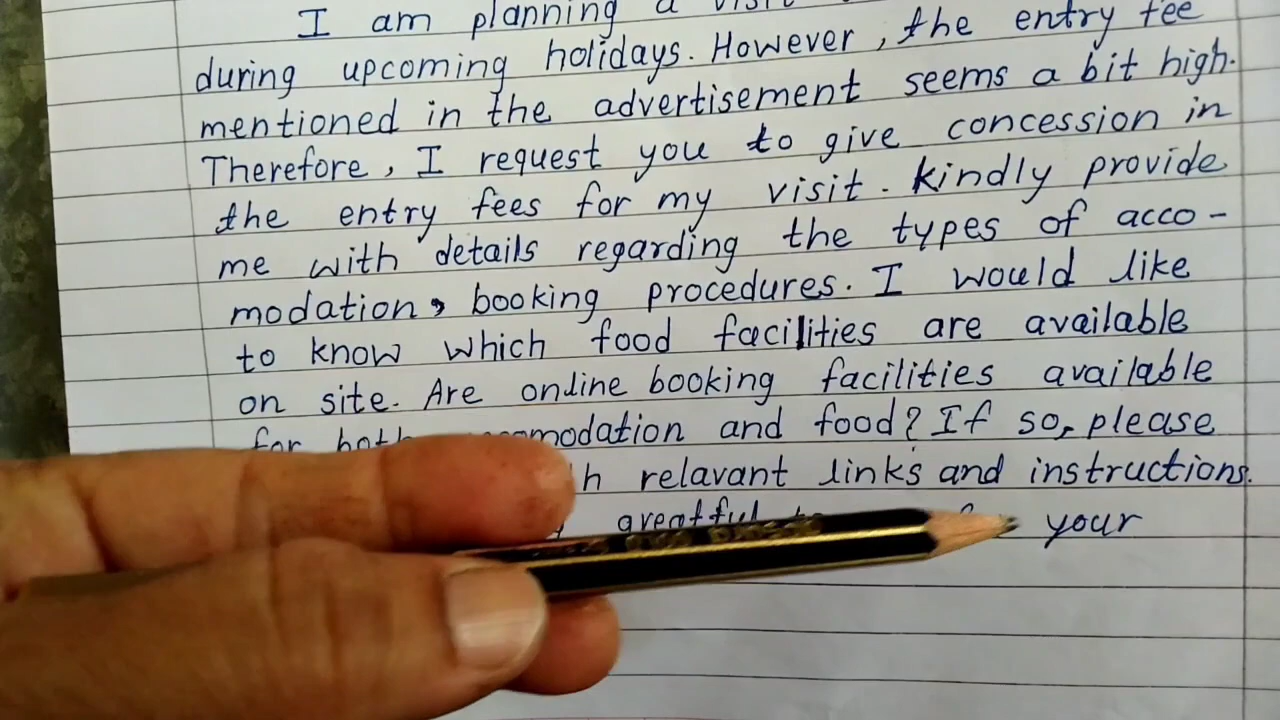 I am planning a visit
during upcoming holidays. However, the entry fee
mentioned in the advertisement seems a bit high.
Therefore, I request you to give concession in
the entry fees for my visit. kindly provide
me with details regarding the types of acco-
modation, booking procedures. I would like
to know which food facilities are available
on site. Are online booking facilities available
for both modation and food? If so, please
relavant links and instructions.
greatful your